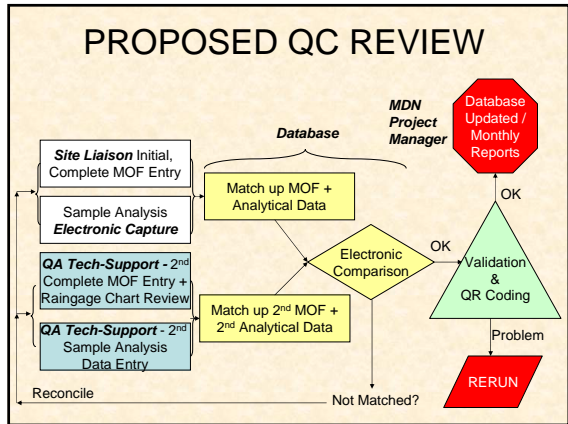 PROPOSED QC REVIEW
MDN
Project
Manager
Database
Updated /
Monthly
Reports
Database
OK
Site Liaison Initial,
Complete MOF Entry
Match up MOF +
Analytical Data
Sample Analysis
Electronic Capture
Electronic
Comparison
OK
Validation
&
QR Coding
QA Tech-Support - 2nd
Complete MOF Entry +
Raingage Chart Review
Match up 2nd MOF +
2nd Analytical Data
QA Tech-Support - 2nd
Sample Analysis
Data Entry
Problem
RERUN
Reconcile
Not Matched?